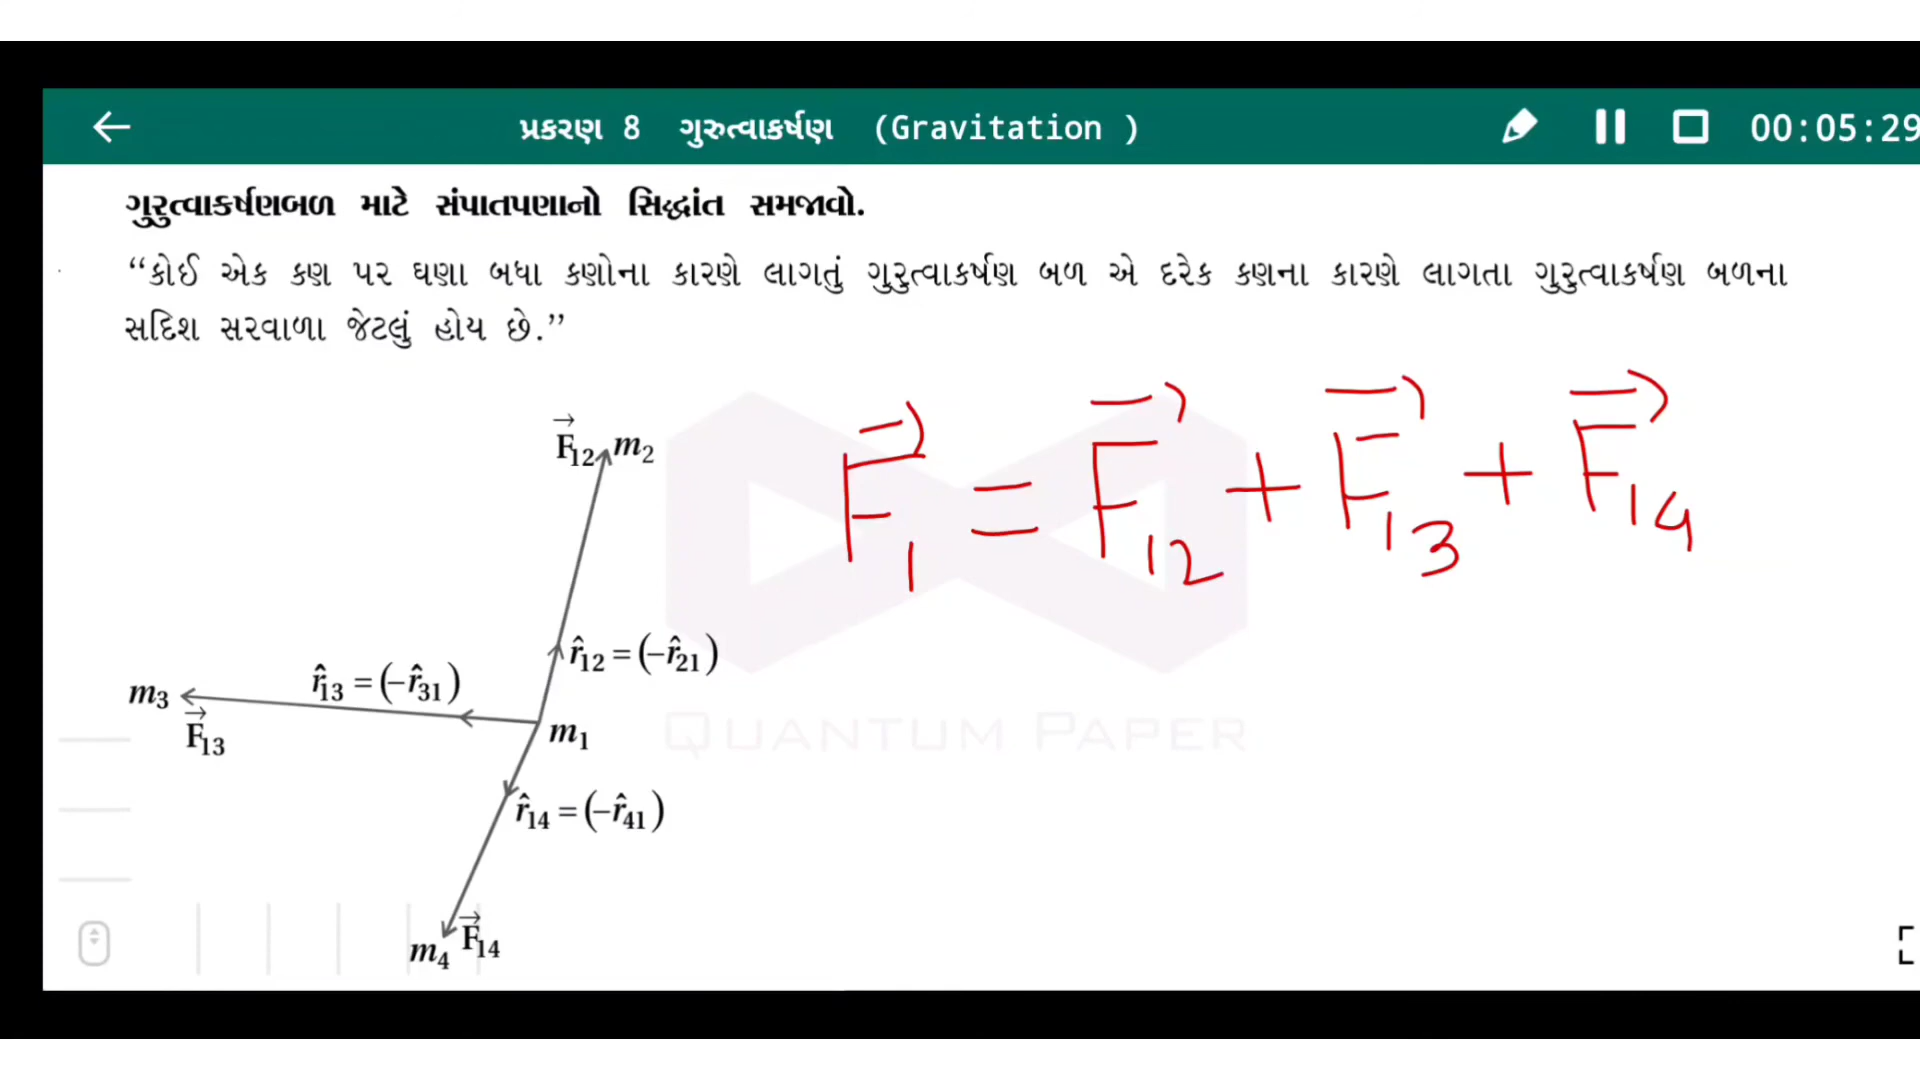 પ્રકરણ 8 ગુરુત્વાકર્ષણ (Gravitation )
00:05:29
ગુરુત્વાકર્ષણબળ માટે સંપાતપણાનો સિદ્ધાંત સમજાવો.
“કોઈ એક કણ પર ઘણા બધા કણોના કારણે લાગતું ગુરુત્વાકર્ષણ બળ એ દરેક કણના કારણે લાગતા ગુરુત્વાકર્ષણ બળના
સદિશ સરવાળા જેટલું હોય છે.”
F⃗₁ = F⃗₁₂ + F⃗₁₃ + F⃗₁₄
F⃗₁₂ m₂
r̂₁₂ = (−r̂₂₁)
r̂₁₃ = (−r̂₃₁)
m₃
F⃗₁₃
m₁
QUANTUM PAPER
r̂₁₄ = (−r̂₄₁)
m₄ F⃗₁₄